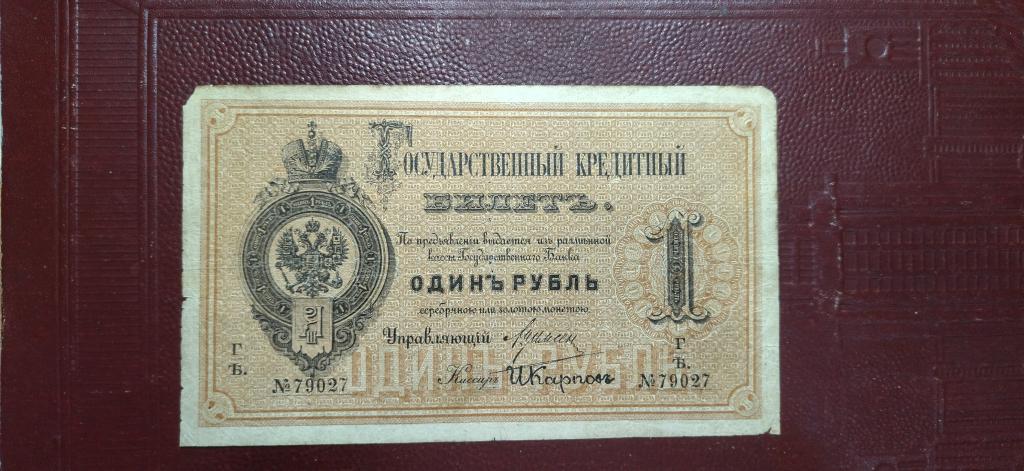 Государственный кредитный
билетъ.
По предъявленіи выдается изъ размѣнной
кассы Государственнаго Банка
ОДИНЪ РУБЛЬ
серебряною или золотою монетою.
1
Управляющій
Кассиръ И.Карпов
Г
Ъ.
№79027
Г
Ъ.
№79027
ОДИНЪ РУБЛЬ